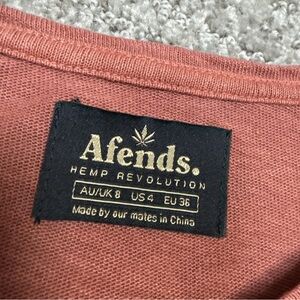 Afends.
HEMP REVOLUTION
AU/UK 8 US 4 EU 36
Made by our mates in China